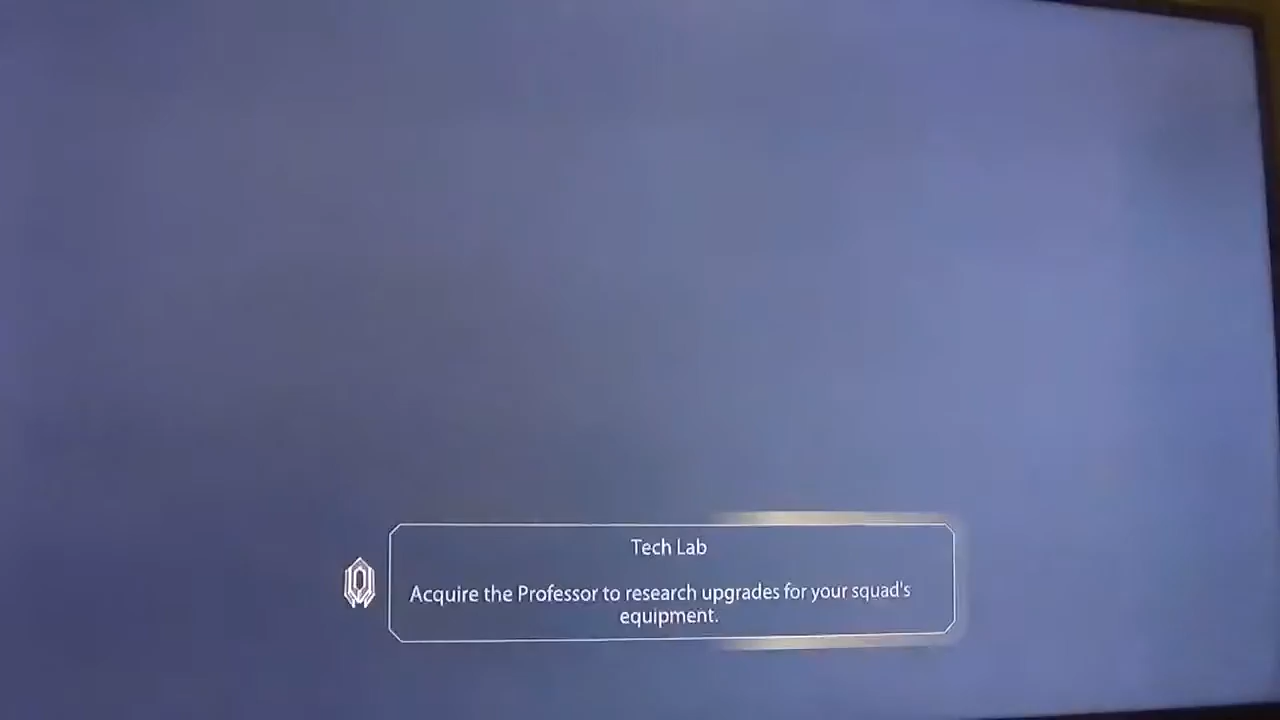 Tech Lab
Acquire the Professor to research upgrades for your squad's
equipment.